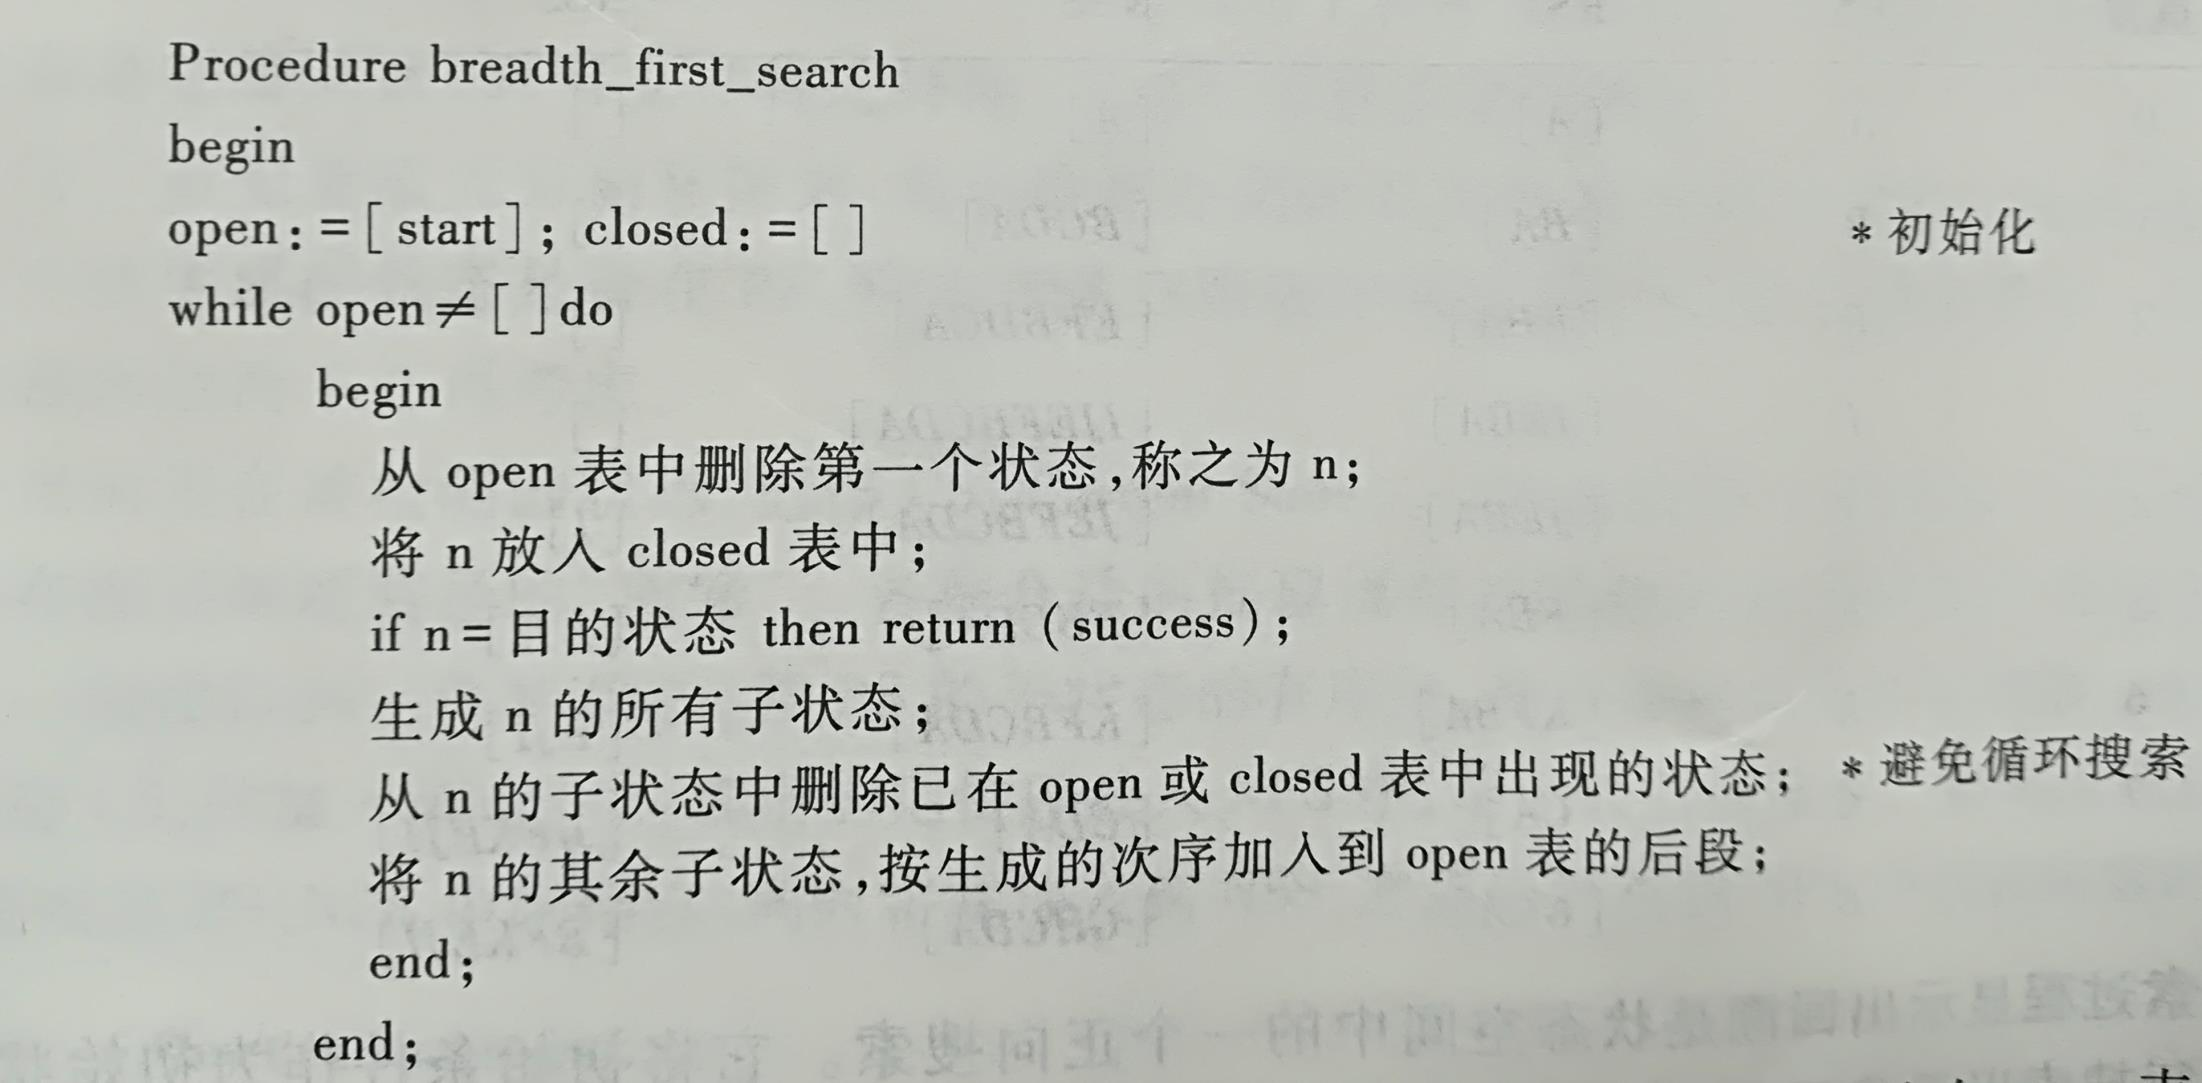 Procedure breadth_first_search
begin
open:=[start]; closed:=[ ] *初始化
while open≠[ ]do
begin
从 open 表中删除第一个状态,称之为 n;
将 n 放入 closed 表中;
if n=目的状态 then return (success);
生成 n 的所有子状态;
从 n 的子状态中删除已在 open 或 closed 表中出现的状态; *避免循环搜索
将 n 的其余子状态,按生成的次序加入到 open 表的后段;
end;
end;